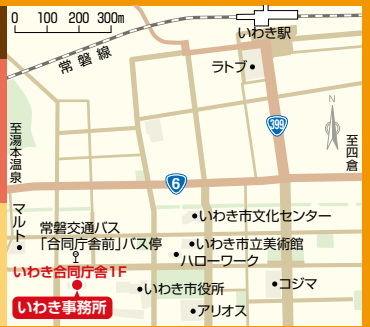 0 100 200 300m
いわき駅
常磐線
ラトブ
N
399
至湯本温泉
至四倉
6
マルト
いわき市文化センター
常磐交通バス
「合同庁舎前」バス停
いわき市立美術館
ハローワーク
いわき合同庁舎1F
いわき事務所
いわき市役所
コジマ
アリオス